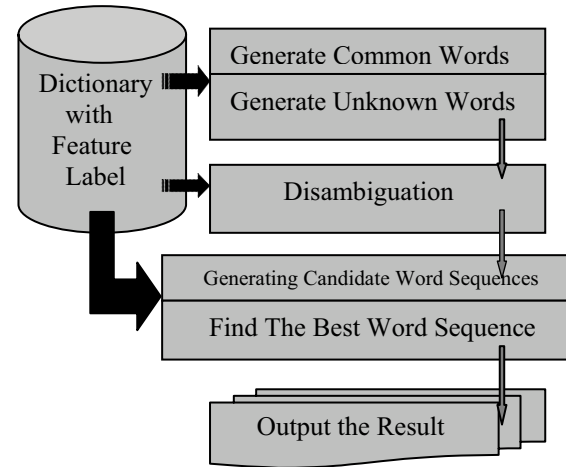 Dictionary
with
Feature
Label
Generate Common Words
Generate Unknown Words
Disambiguation
Generating Candidate Word Sequences
Find The Best Word Sequence
Output the Result